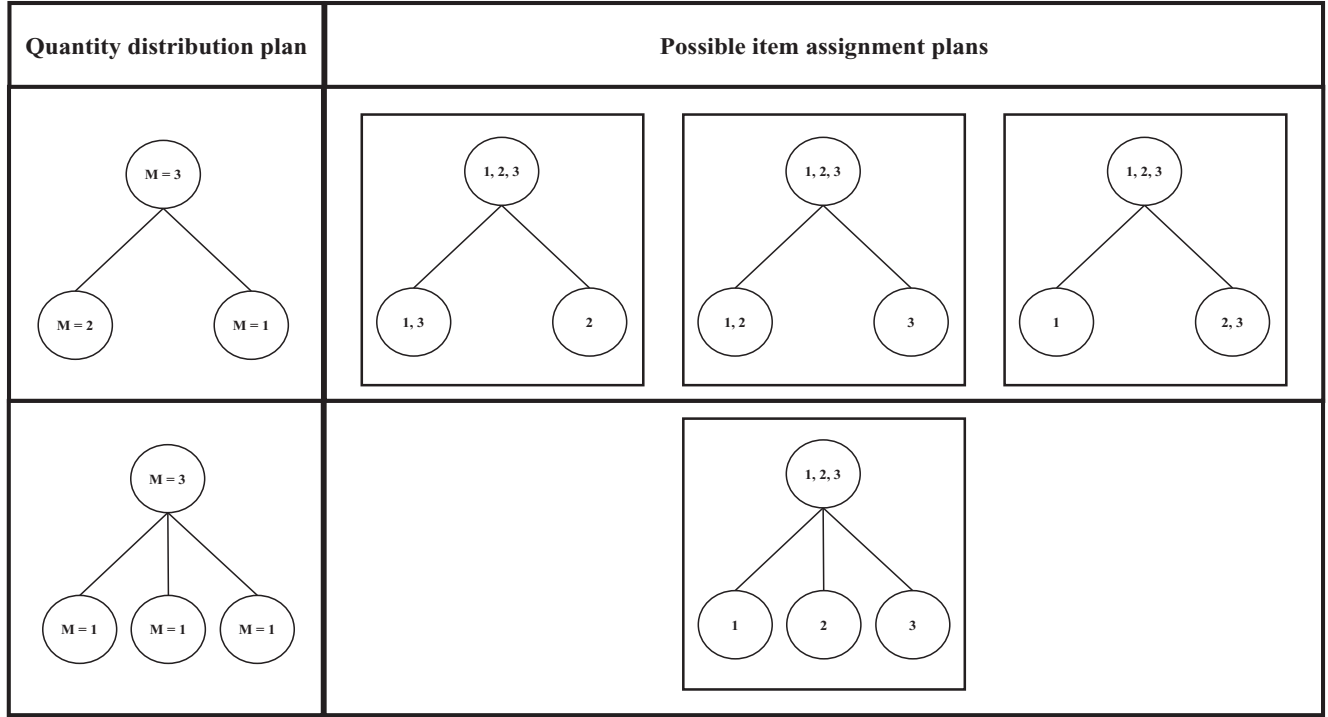 Quantity distribution plan
Possible item assignment plans
M = 3
M = 2
M = 1
1, 2, 3
1, 3
2
1, 2, 3
1, 2
3
1, 2, 3
1
2, 3
M = 3
M = 1
M = 1
M = 1
1, 2, 3
1
2
3